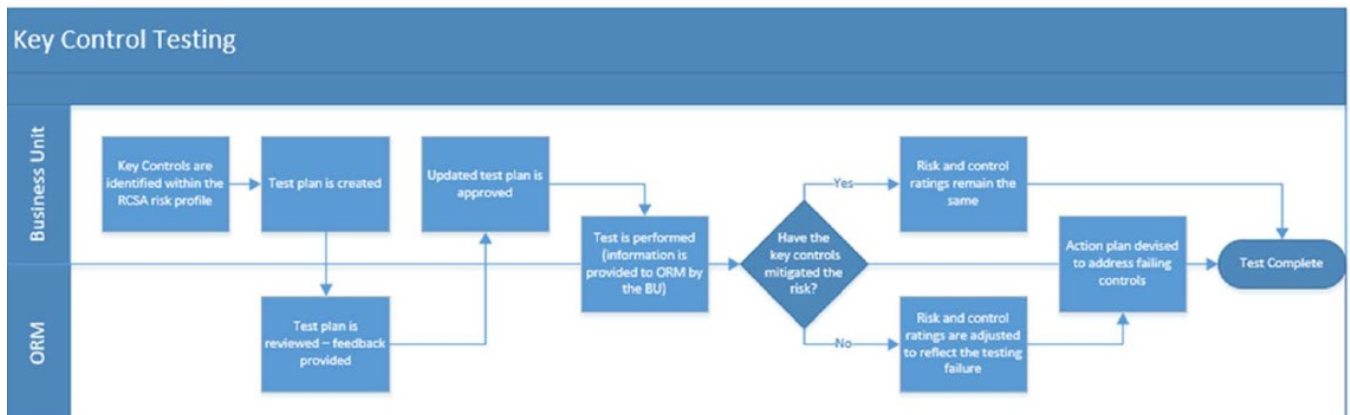 Key Control Testing
Business Unit
Key Controls are
identified within the
RCSA risk profile
Test plan is created
Updated test plan is
approved
Test is performed
(information is
provided to ORM by
the BU)
Have the
key controls
mitigated the
risk?
Yes
Risk and control
ratings remain the
same
Action plan devised
to address failing
controls
Test Complete
ORM
Test plan is
reviewed – feedback
provided
No
Risk and control
ratings are adjusted
to reflect the testing
failure